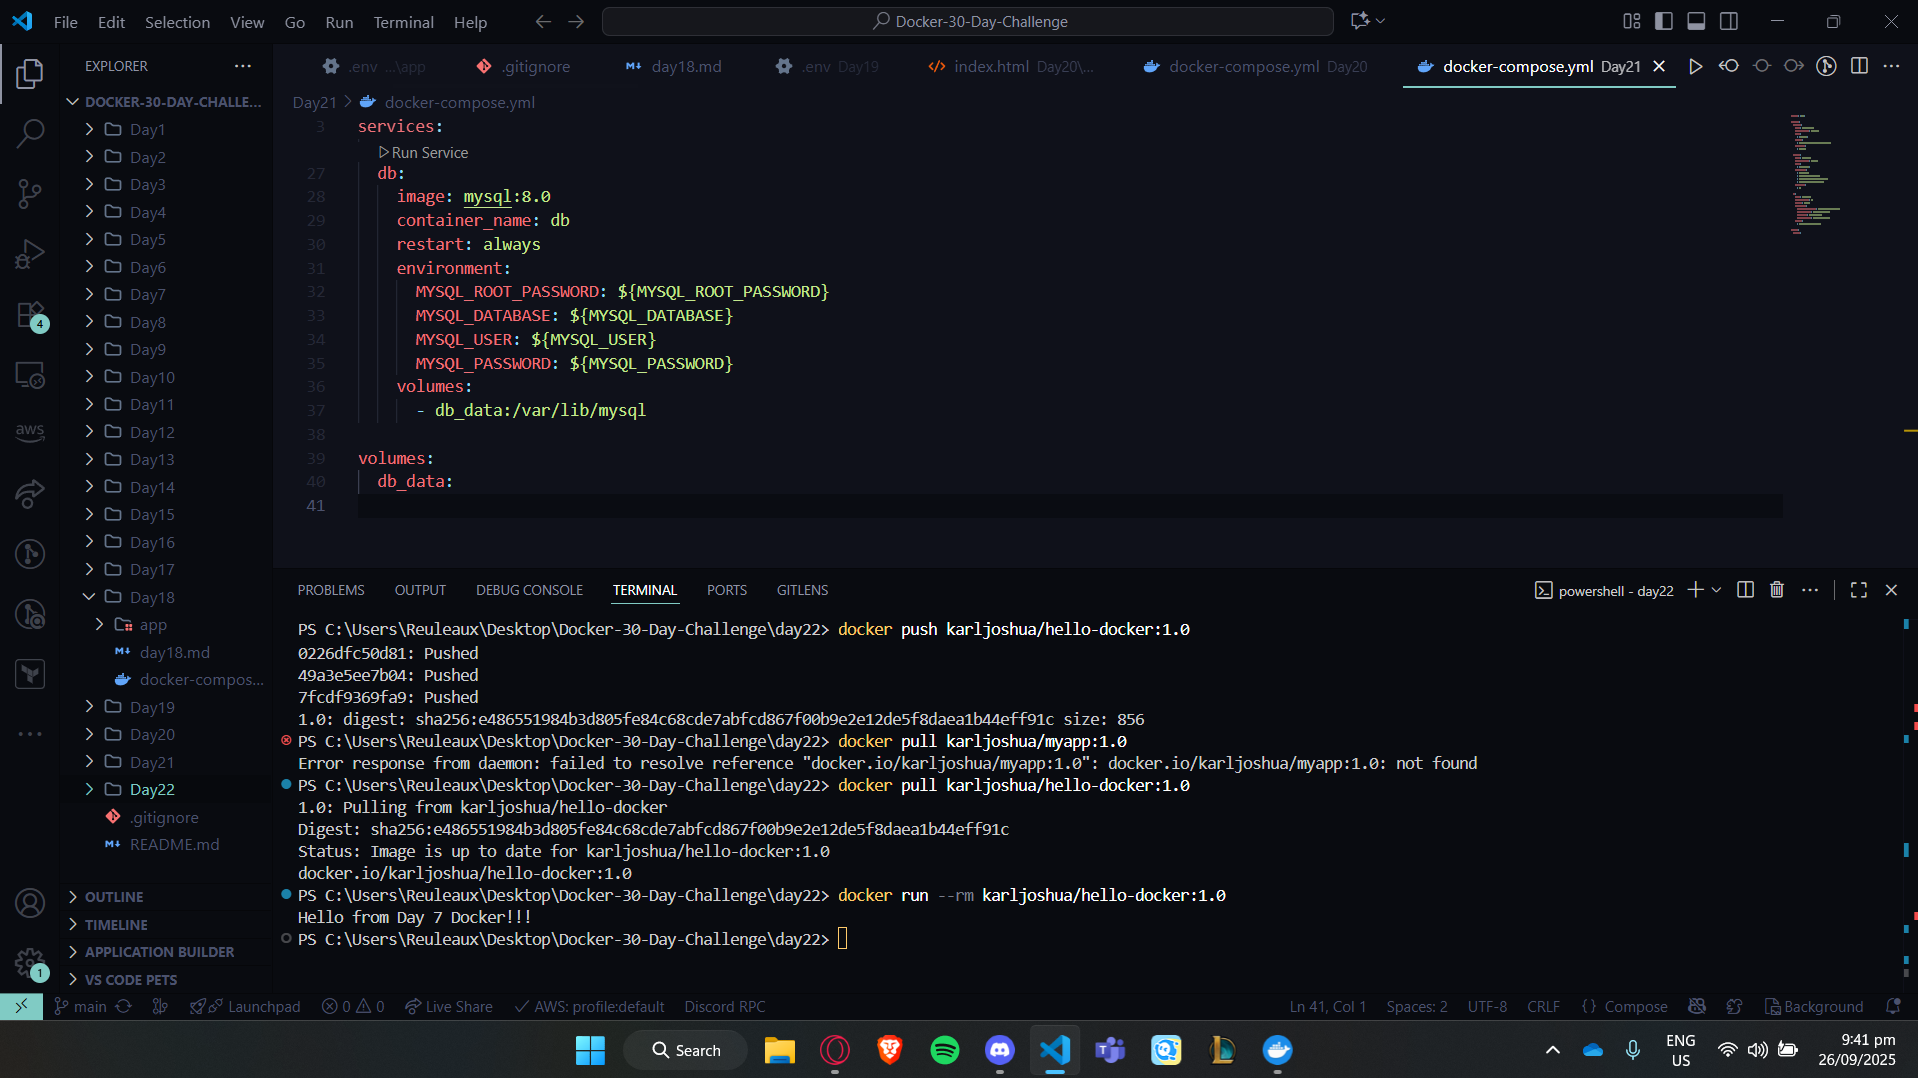 File Edit Selection View Go Run Terminal Help
Docker-30-Day-Challenge
EXPLORER
.env ...\app
.gitignore
day18.md
.env Day19
index.html Day20\...
docker-compose.yml Day20
docker-compose.yml Day21
DOCKER-30-DAY-CHALLE...
Day1
Day2
Day3
Day4
Day5
Day6
Day7
Day8
Day9
Day10
Day11
Day12
Day13
Day14
Day15
Day16
Day17
Day18
app
day18.md
docker-compos...
Day19
Day20
Day21
Day22
.gitignore
README.md
OUTLINE
TIMELINE
APPLICATION BUILDER
VS CODE PETS
aws
4
1
Day21 > docker-compose.yml
3 services:
Run Service
27 db:
28 image: mysql:8.0
29 container_name: db
30 restart: always
31 environment:
32 MYSQL_ROOT_PASSWORD: ${MYSQL_ROOT_PASSWORD}
33 MYSQL_DATABASE: ${MYSQL_DATABASE}
34 MYSQL_USER: ${MYSQL_USER}
35 MYSQL_PASSWORD: ${MYSQL_PASSWORD}
36 volumes:
37 - db_data:/var/lib/mysql
38
39 volumes:
40 db_data:
41
PROBLEMS OUTPUT DEBUG CONSOLE TERMINAL PORTS GITLENS
powershell - day22
PS C:\Users\Reuleaux\Desktop\Docker-30-Day-Challenge\day22> docker push karljoshua/hello-docker:1.0
0226dfc50d81: Pushed
49a3e5ee7b04: Pushed
7fcdf9369fa9: Pushed
1.0: digest: sha256:e486551984b3d805fe84c68cde7abfcd867f00b9e2e12de5f8daea1b44eff91c size: 856
PS C:\Users\Reuleaux\Desktop\Docker-30-Day-Challenge\day22> docker pull karljoshua/myapp:1.0
Error response from daemon: failed to resolve reference "docker.io/karljoshua/myapp:1.0": docker.io/karljoshua/myapp:1.0: not found
PS C:\Users\Reuleaux\Desktop\Docker-30-Day-Challenge\day22> docker pull karljoshua/hello-docker:1.0
1.0: Pulling from karljoshua/hello-docker
Digest: sha256:e486551984b3d805fe84c68cde7abfcd867f00b9e2e12de5f8daea1b44eff91c
Status: Image is up to date for karljoshua/hello-docker:1.0
docker.io/karljoshua/hello-docker:1.0
PS C:\Users\Reuleaux\Desktop\Docker-30-Day-Challenge\day22> docker run --rm karljoshua/hello-docker:1.0
Hello from Day 7 Docker!!!
PS C:\Users\Reuleaux\Desktop\Docker-30-Day-Challenge\day22>
main Launchpad 0 0 Live Share AWS: profile:default Discord RPC Ln 41, Col 1 Spaces: 2 UTF-8 CRLF {} Compose Background
Search
ENG
US
9:41 pm
26/09/2025